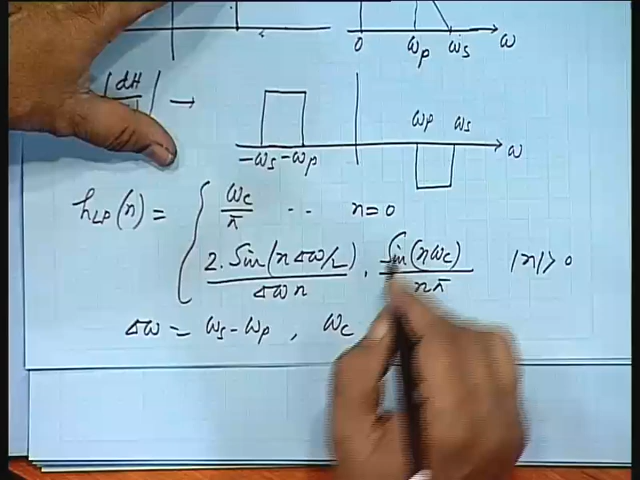 0 ωp ωs ω
|dH| → ωp ωs
-ωs -ωp ω
hLP(n) = { ωc/π -- n=0
2. Sin(nΔω/2)/Δωn . Sin(nωc)/nπ |n|>0
Δω = ωs-ωp , ωc